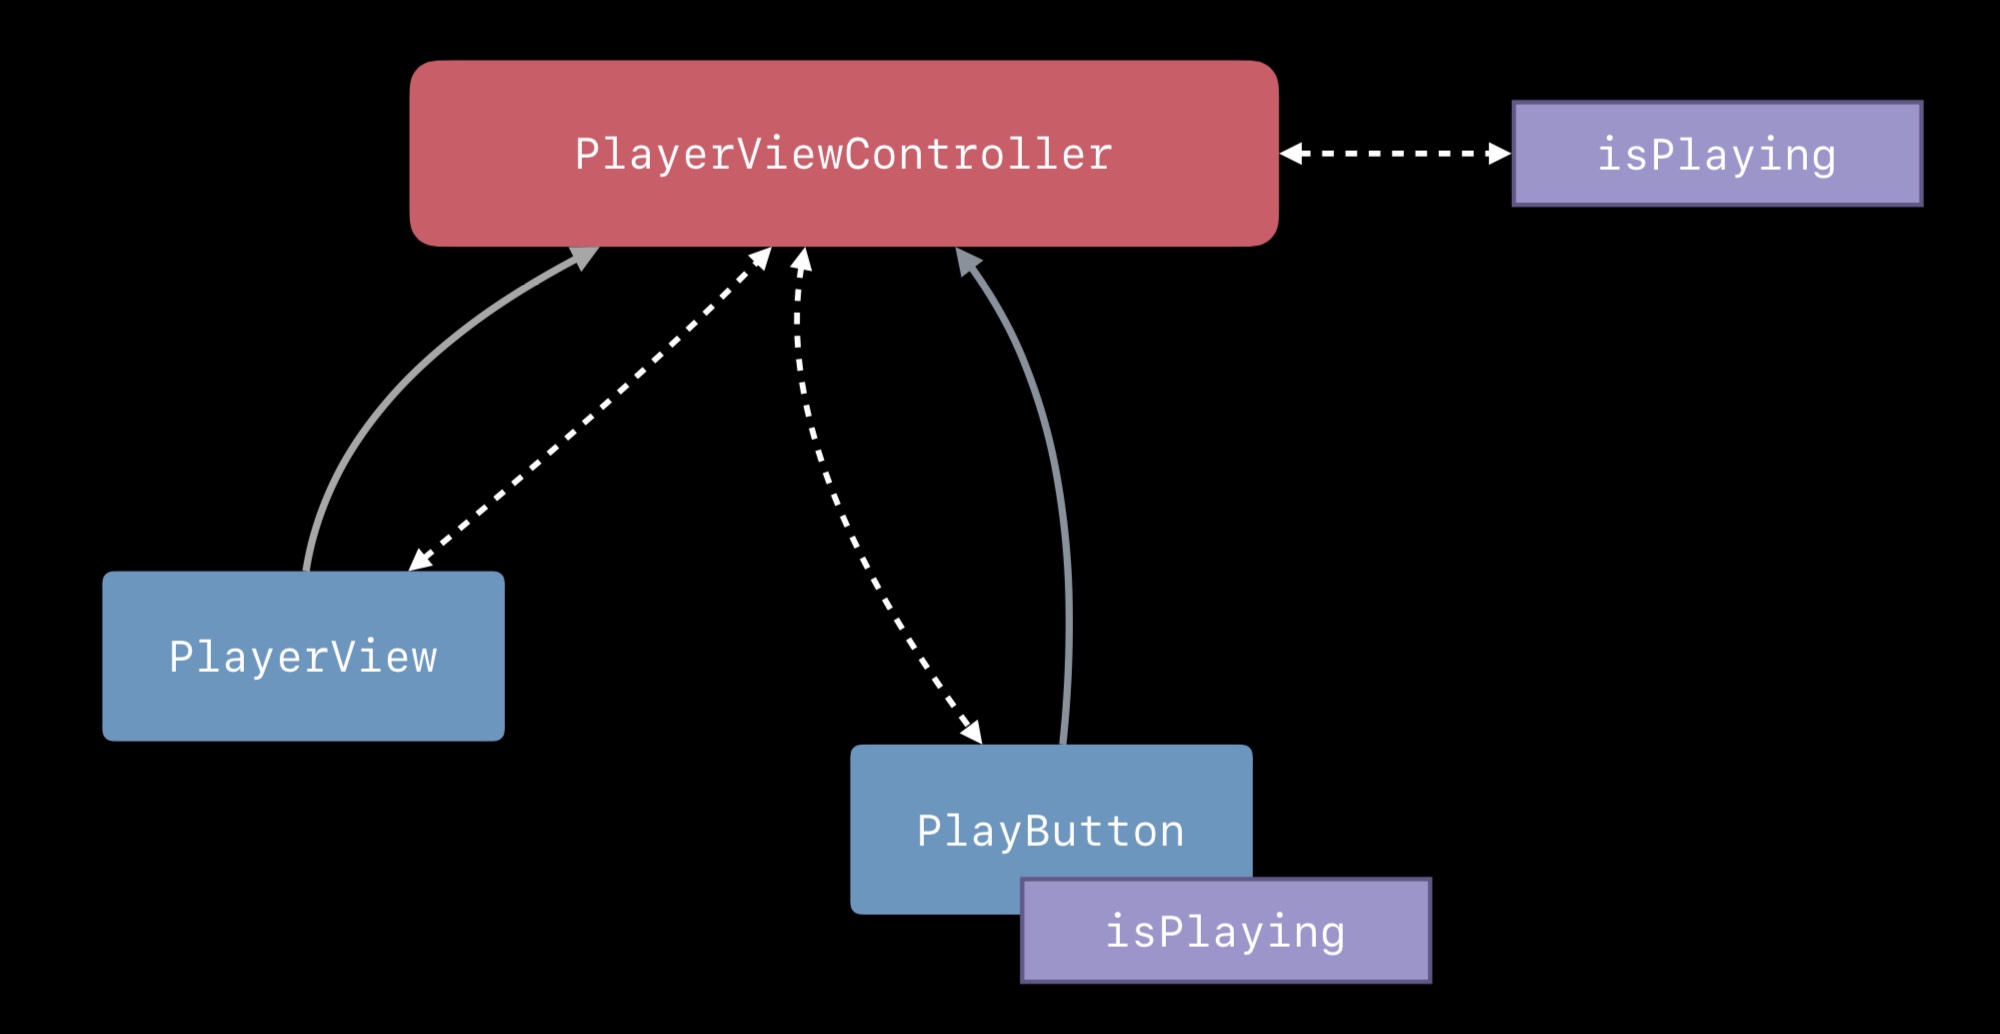 PlayerViewController
isPlaying
PlayerView
PlayButton
isPlaying